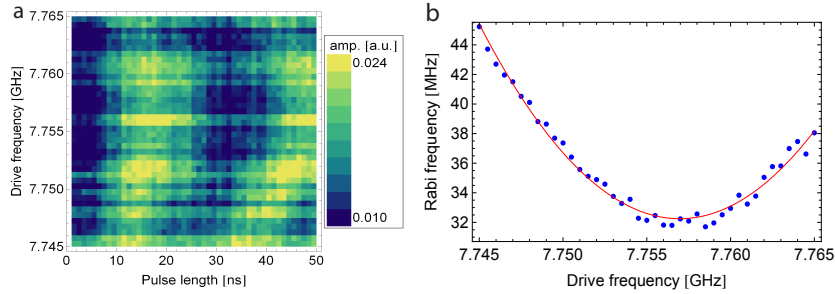 a
7.765
7.760
7.755
7.750
7.745
Drive frequency [GHz]
0 10 20 30 40 50
Pulse length [ns]
amp. [a.u.]
0.024
0.010
b
44
42
40
38
36
34
32
Rabi frequency [MHz]
7.745 7.750 7.755 7.760 7.765
Drive frequency [GHz]